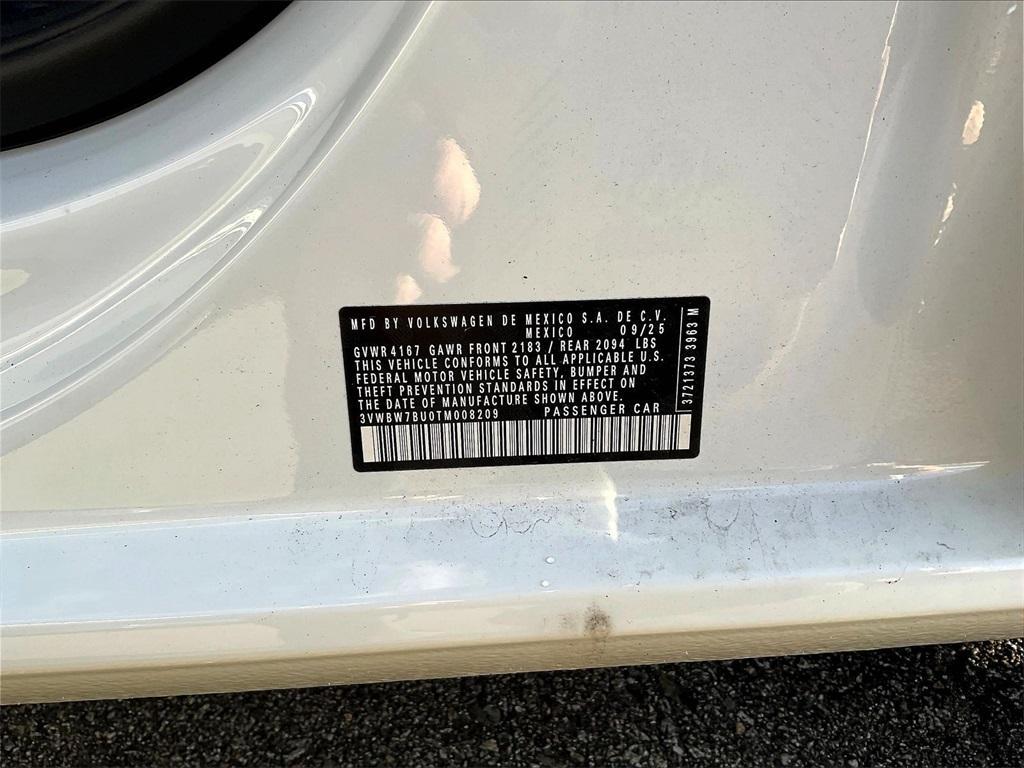 MFD BY VOLKSWAGEN DE MEXICO S.A. DE C.V.
MEXICO 09/25
GVWR 4167 GAWR FRONT 2183 / REAR 2094 LBS
THIS VEHICLE CONFORMS TO ALL APPLICABLE U.S.
FEDERAL MOTOR VEHICLE SAFETY, BUMPER AND
THEFT PREVENTION STANDARDS IN EFFECT ON
THE DATE OF MANUFACTURE SHOWN ABOVE.
3VWBW7BU0TM008209 PASSENGER CAR
3721373 3963 M